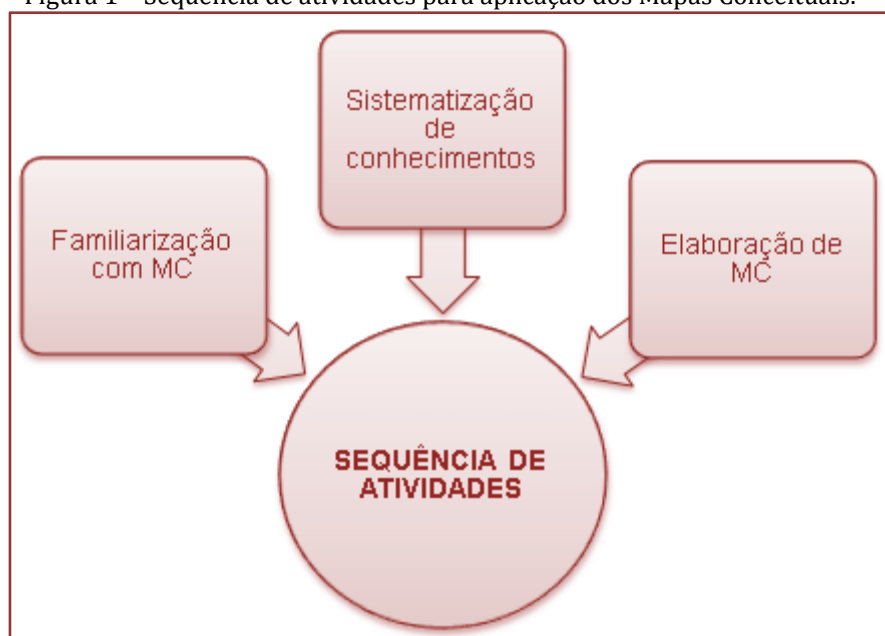 Figura 1 – Sequência de atividades para aplicação dos Mapas Conceituais.
Sistematização
de
conhecimentos
Familiarização
com MC
Elaboração de
MC
SEQUÊNCIA DE
ATIVIDADES